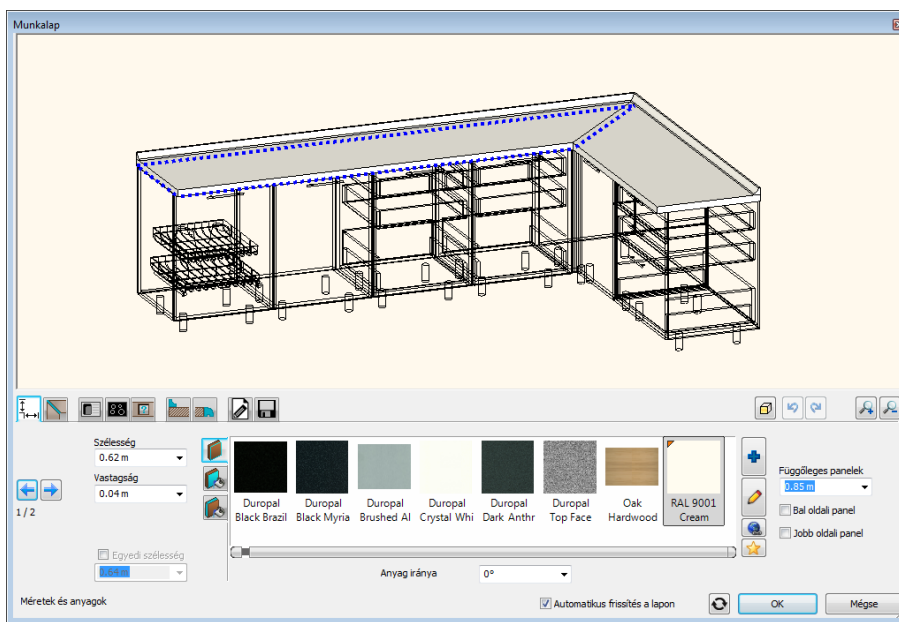 Munkalap
Szélesség
0.62 m
Vastagság
0.04 m
1 / 2
Egyedi szélesség
0.64 m
Duropal
Black Brazil
Duropal
Black Myria
Duropal
Brushed Al
Duropal
Crystal Whi
Duropal
Dark Anthr
Duropal
Top Face
Oak
Hardwood
RAL 9001
Cream
Anyag iránya
0°
Függőleges panelek
0.85 m
Bal oldali panel
Jobb oldali panel
Méretek és anyagok
Automatikus frissítés a lapon
OK
Mégse